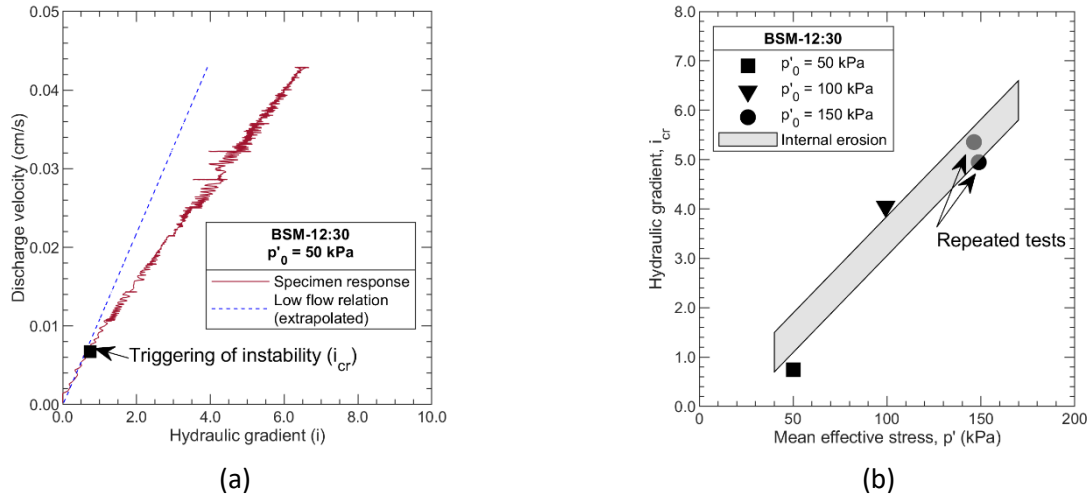 0.05
0.04
0.03
0.02
0.01
0.00
Discharge velocity (cm/s)
BSM-12:30
p'0 = 50 kPa
Specimen response
Low flow relation
(extrapolated)
Triggering of instability (icr)
0.0
2.0
4.0
6.0
8.0
10.0
Hydraulic gradient (i)
(a)
8.0
7.0
6.0
5.0
4.0
3.0
2.0
1.0
0.0
Hydraulic gradient, icr
BSM-12:30
p'0 = 50 kPa
p'0 = 100 kPa
p'0 = 150 kPa
Internal erosion
Repeated tests
0
50
100
150
200
Mean effective stress, p' (kPa)
(b)